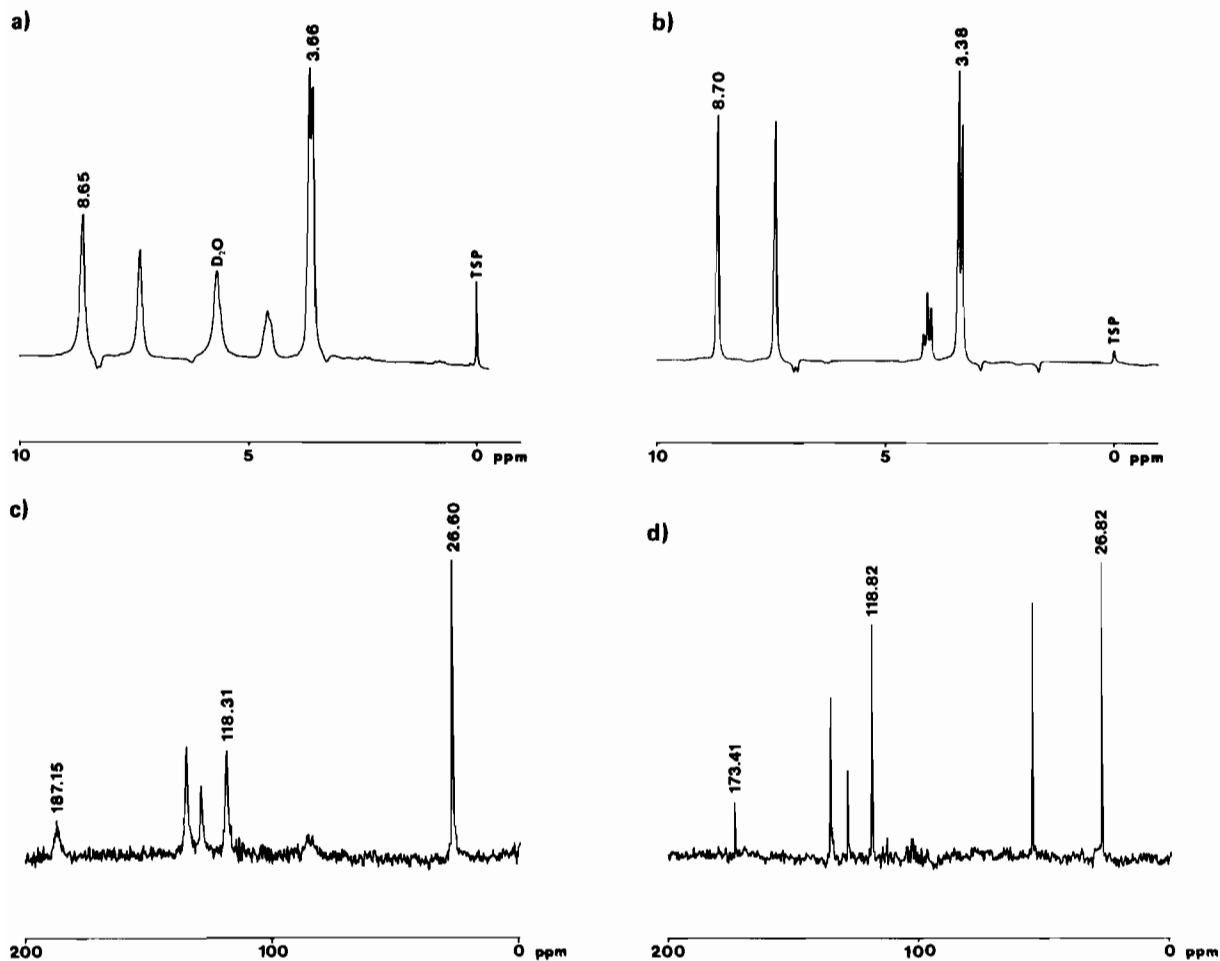 a)
3.66
8.65
D₂O
TSP
10 5 0 ppm
b)
3.38
8.70
TSP
10 5 0 ppm
c)
26.60
118.31
187.15
200 100 0 ppm
d)
26.82
118.82
173.41
200 100 0 ppm